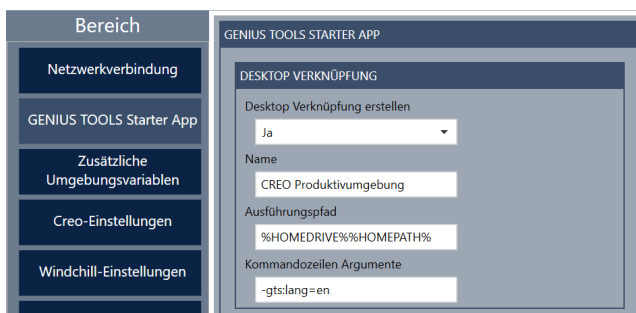 Bereich
Netzwerkverbindung
GENIUS TOOLS Starter App
Zusätzliche
Umgebungsvariablen
Creo-Einstellungen
Windchill-Einstellungen
GENIUS TOOLS STARTER APP
DESKTOP VERKNÜPFUNG
Desktop Verknüpfung erstellen
Ja
Name
CREO Produktivumgebung
Ausführungspfad
%HOMEDRIVE%%HOMEPATH%
Kommandozeilen Argumente
-gts:lang=en